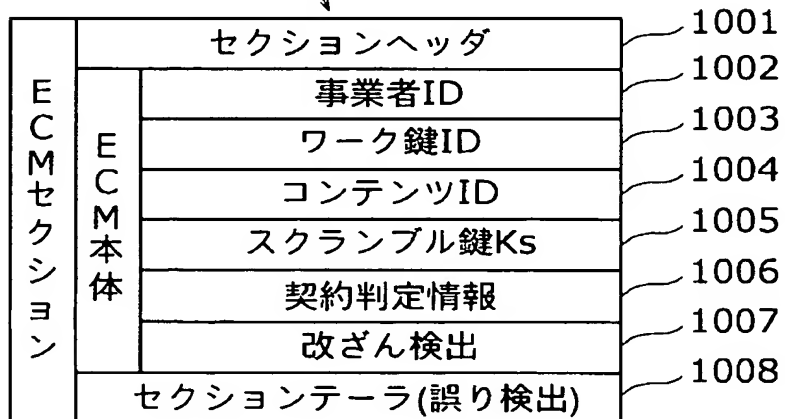 ECMセクション
セクションヘッダ 1001
ECM本体
事業者ID 1002
ワーク鍵ID 1003
コンテンツID 1004
スクランブル鍵Ks 1005
契約判定情報 1006
改ざん検出 1007
セクションテーラ(誤り検出) 1008